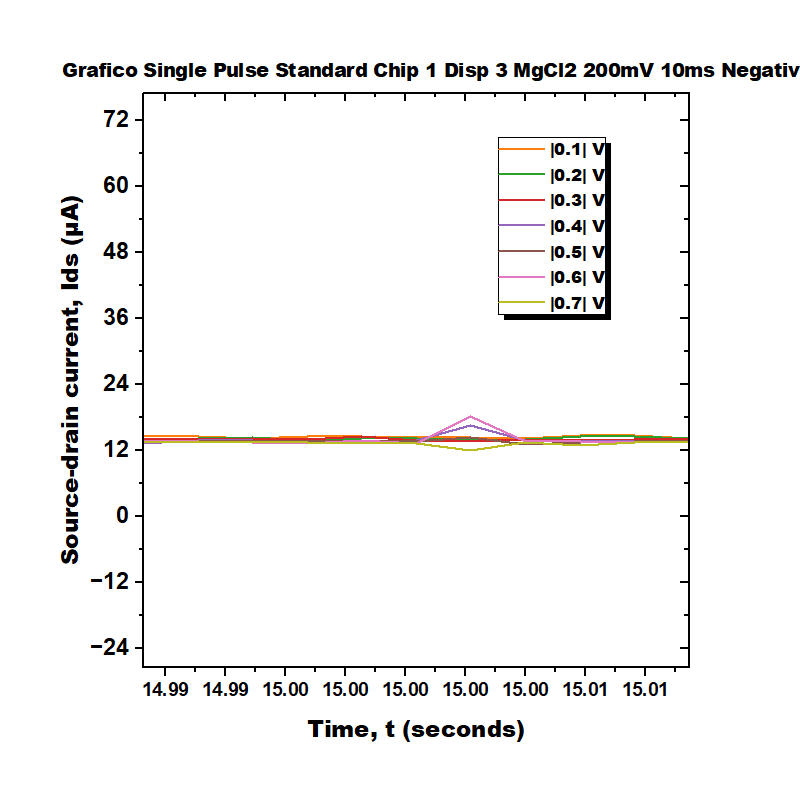 Grafico Single Pulse Standard Chip 1 Disp 3 MgCl2 200mV 10ms Negativ
72
60
48
36
24
12
0
−12
−24
Source-drain current, Ids (μA)
|0.1| V
|0.2| V
|0.3| V
|0.4| V
|0.5| V
|0.6| V
|0.7| V
14.99 14.99 15.00 15.00 15.00 15.00 15.00 15.01 15.01
Time, t (seconds)